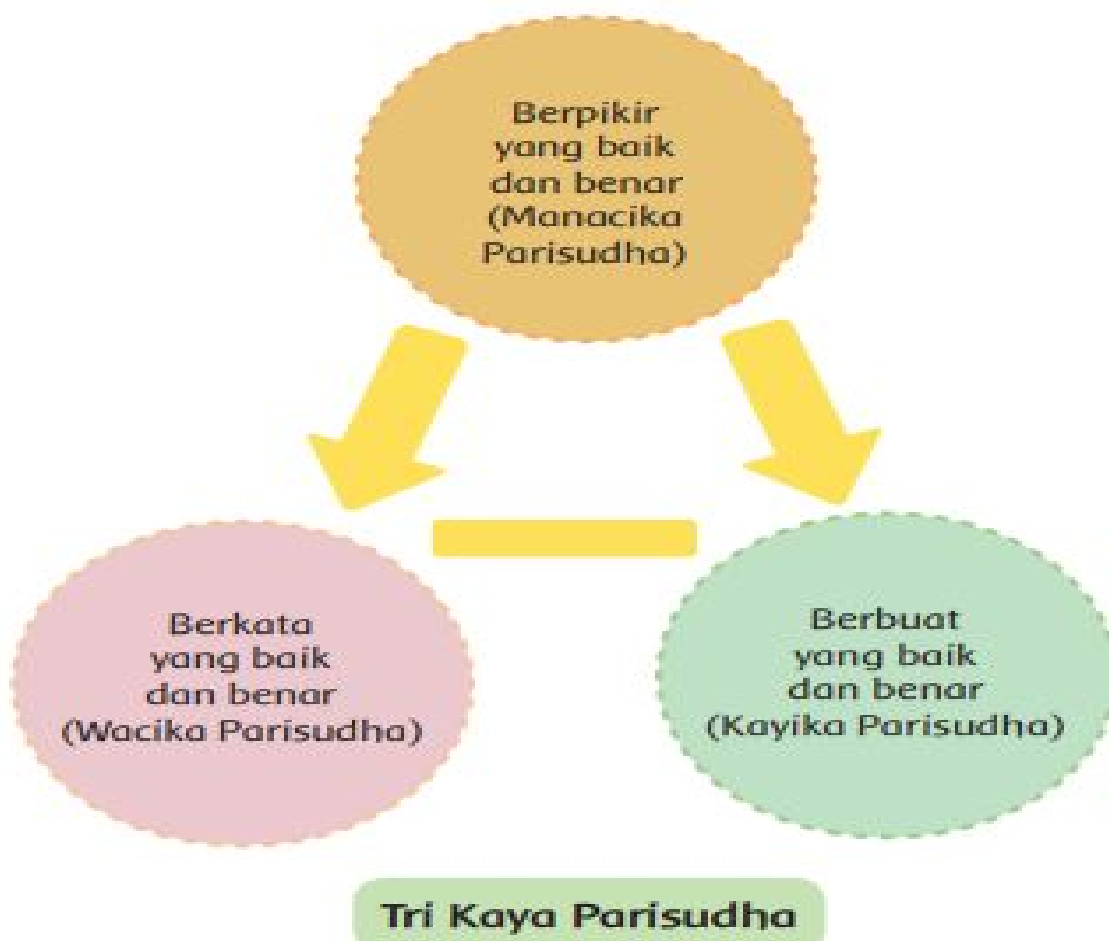 Berpikir
yang baik
dan benar
(Manacika
Parisudha)
Berkata
yang baik
dan benar
(Wacika Parisudha)
Berbuat
yang baik
dan benar
(Kayika Parisudha)
Tri Kaya Parisudha